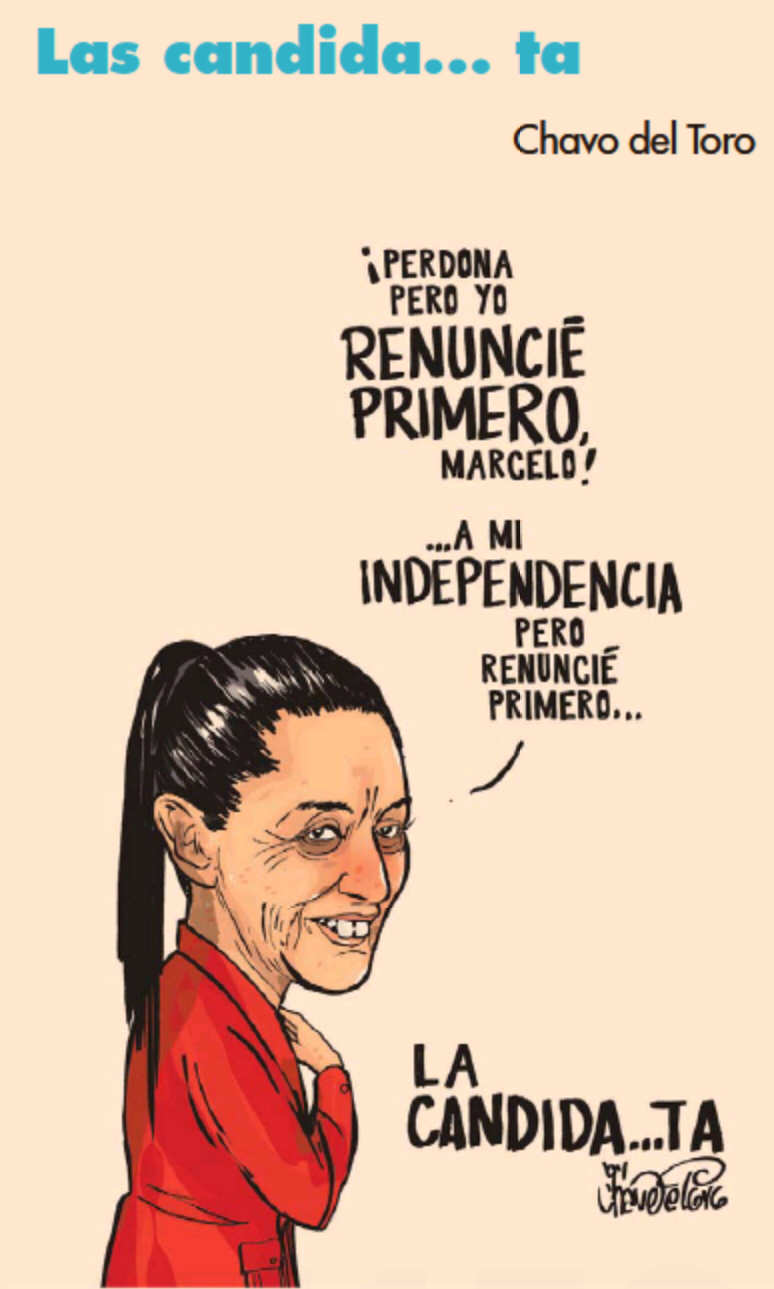 Las candida... ta
Chavo del Toro
¡PERDONA
PERO YO
RENUNCIÉ
PRIMERO,
MARCELO!
...A MI
INDEPENDENCIA
PERO
RENUNCIÉ
PRIMERO...
LA
CANDIDA...TA